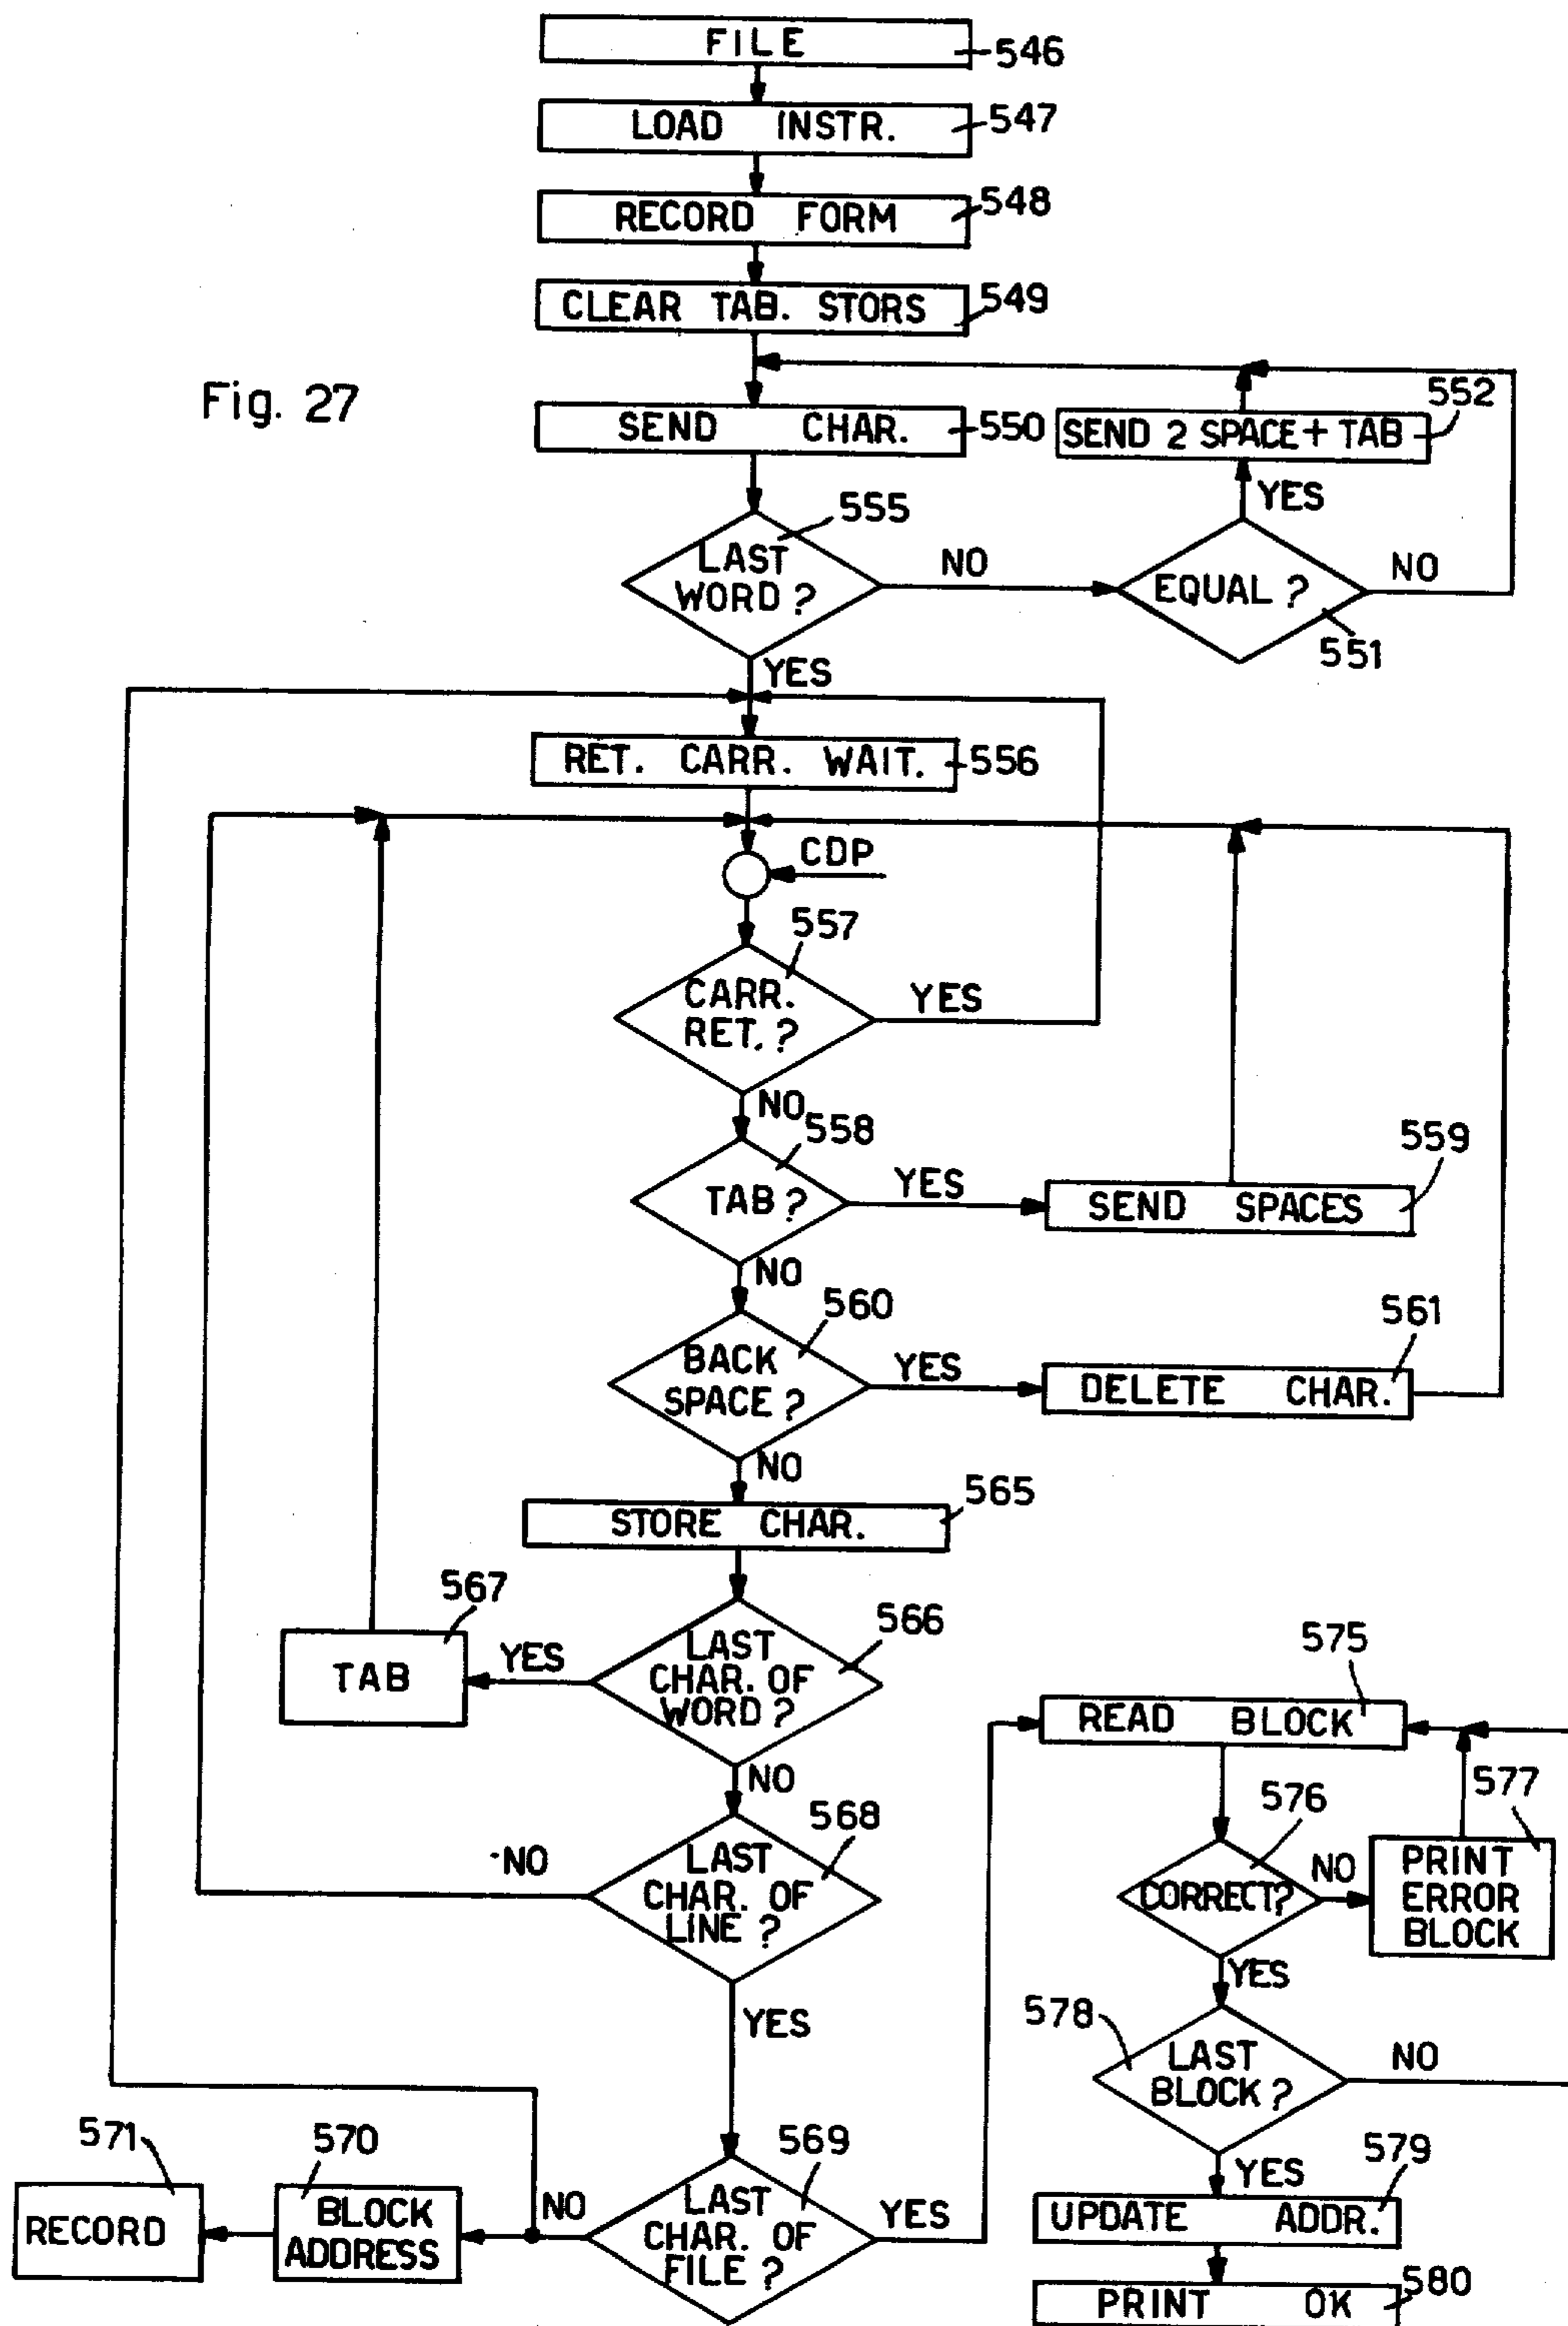 FILE
546
LOAD INSTR.
547
RECORD FORM
548
CLEAR TAB. STORS
549
Fig. 27
SEND CHAR.
550
SEND 2 SPACE + TAB
552
YES
555
LAST
WORD ?
NO
EQUAL ?
NO
551
YES
RET. CARR. WAIT.
556
CDP
557
CARR.
RET. ?
YES
NO
558
TAB ?
YES
SEND SPACES
559
NO
560
BACK
SPACE ?
YES
DELETE CHAR.
561
NO
STORE CHAR.
565
567
TAB
YES
566
LAST
CHAR. OF
WORD ?
NO
568
NO
LAST
CHAR. OF
LINE ?
YES
569
LAST
CHAR. OF
FILE ?
NO
YES
570
BLOCK
ADDRESS
571
RECORD
575
READ BLOCK
576
CORRECT?
NO
577
PRINT
ERROR
BLOCK
YES
578
LAST
BLOCK ?
NO
YES
579
UPDATE ADDR.
580
PRINT OK